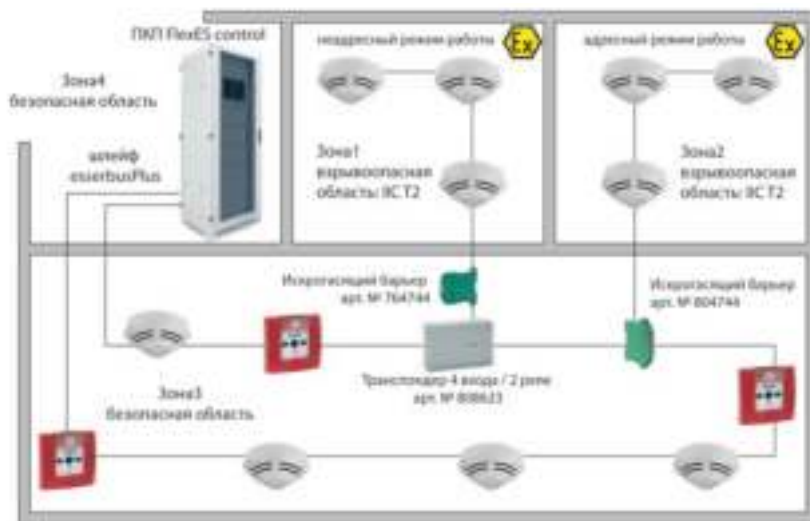 ПКП FlexES control
неадресный режим работы
Ex
адресный режим работы
Ex
Зона4
безопасная область
шлейф
esserbusPlus
Зона1
взрывоопасная
область: IIC T2
Зона2
взрывоопасная
область: IIC T2
Искрогасящий барьер
арт. № 764744
Искрогасящий барьер
арт. № 804744
Транспондер 4 входа / 2 реле
арт. № 808623
Зона3
безопасная область